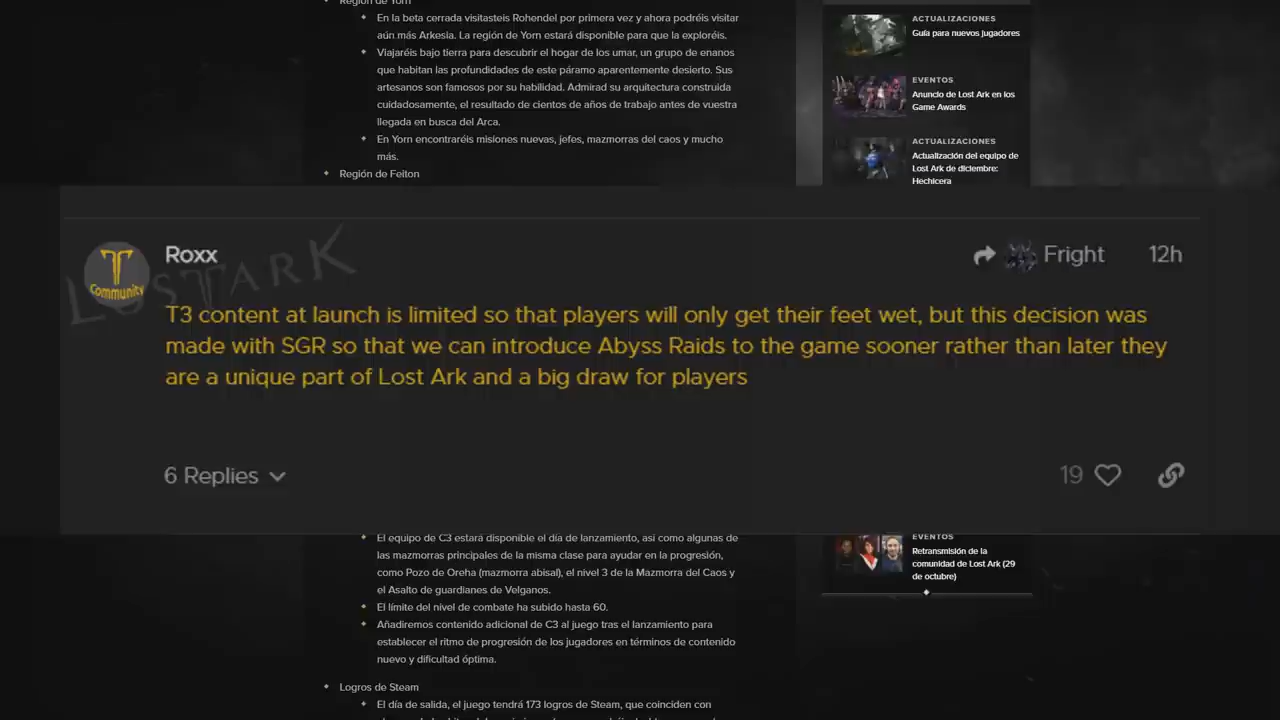 Región de Yorn
En la beta cerrada visitasteis Rohendel por primera vez y ahora podréis visitar
aún más Arkesia. La región de Yorn estará disponible para que la exploréis.
Viajaréis bajo tierra para descubrir el hogar de los umar, un grupo de enanos
que habitan las profundidades de este páramo aparentemente desierto. Sus
artesanos son famosos por su habilidad. Admirad su arquitectura construida
cuidadosamente, el resultado de cientos de años de trabajo antes de vuestra
llegada en busca del Arca.
En Yorn encontraréis misiones nuevas, jefes, mazmorras del caos y mucho
más.
Región de Feiton
ACTUALIZACIONES
Guía para nuevos jugadores
EVENTOS
Anuncio de Lost Ark en los
Game Awards
ACTUALIZACIONES
Actualización del equipo de
Lost Ark de diciembre:
Hechicera
LOST ARK
Community
Roxx
Fright 12h
T3 content at launch is limited so that players will only get their feet wet, but this decision was
made with SGR so that we can introduce Abyss Raids to the game sooner rather than later they
are a unique part of Lost Ark and a big draw for players
6 Replies
19
El equipo de C3 estará disponible el día de lanzamiento, así como algunas de
las mazmorras principales de la misma clase para ayudar en la progresión,
como Pozo de Oreha (mazmorra abisal), el nivel 3 de la Mazmorra del Caos y
el Asalto de guardianes de Velganos.
El límite del nivel de combate ha subido hasta 60.
Añadiremos contenido adicional de C3 al juego tras el lanzamiento para
establecer el ritmo de progresión de los jugadores en términos de contenido
nuevo y dificultad óptima.
Logros de Steam
El día de salida, el juego tendrá 173 logros de Steam, que coinciden con
EVENTOS
Retransmisión de la
comunidad de Lost Ark (29
de octubre)